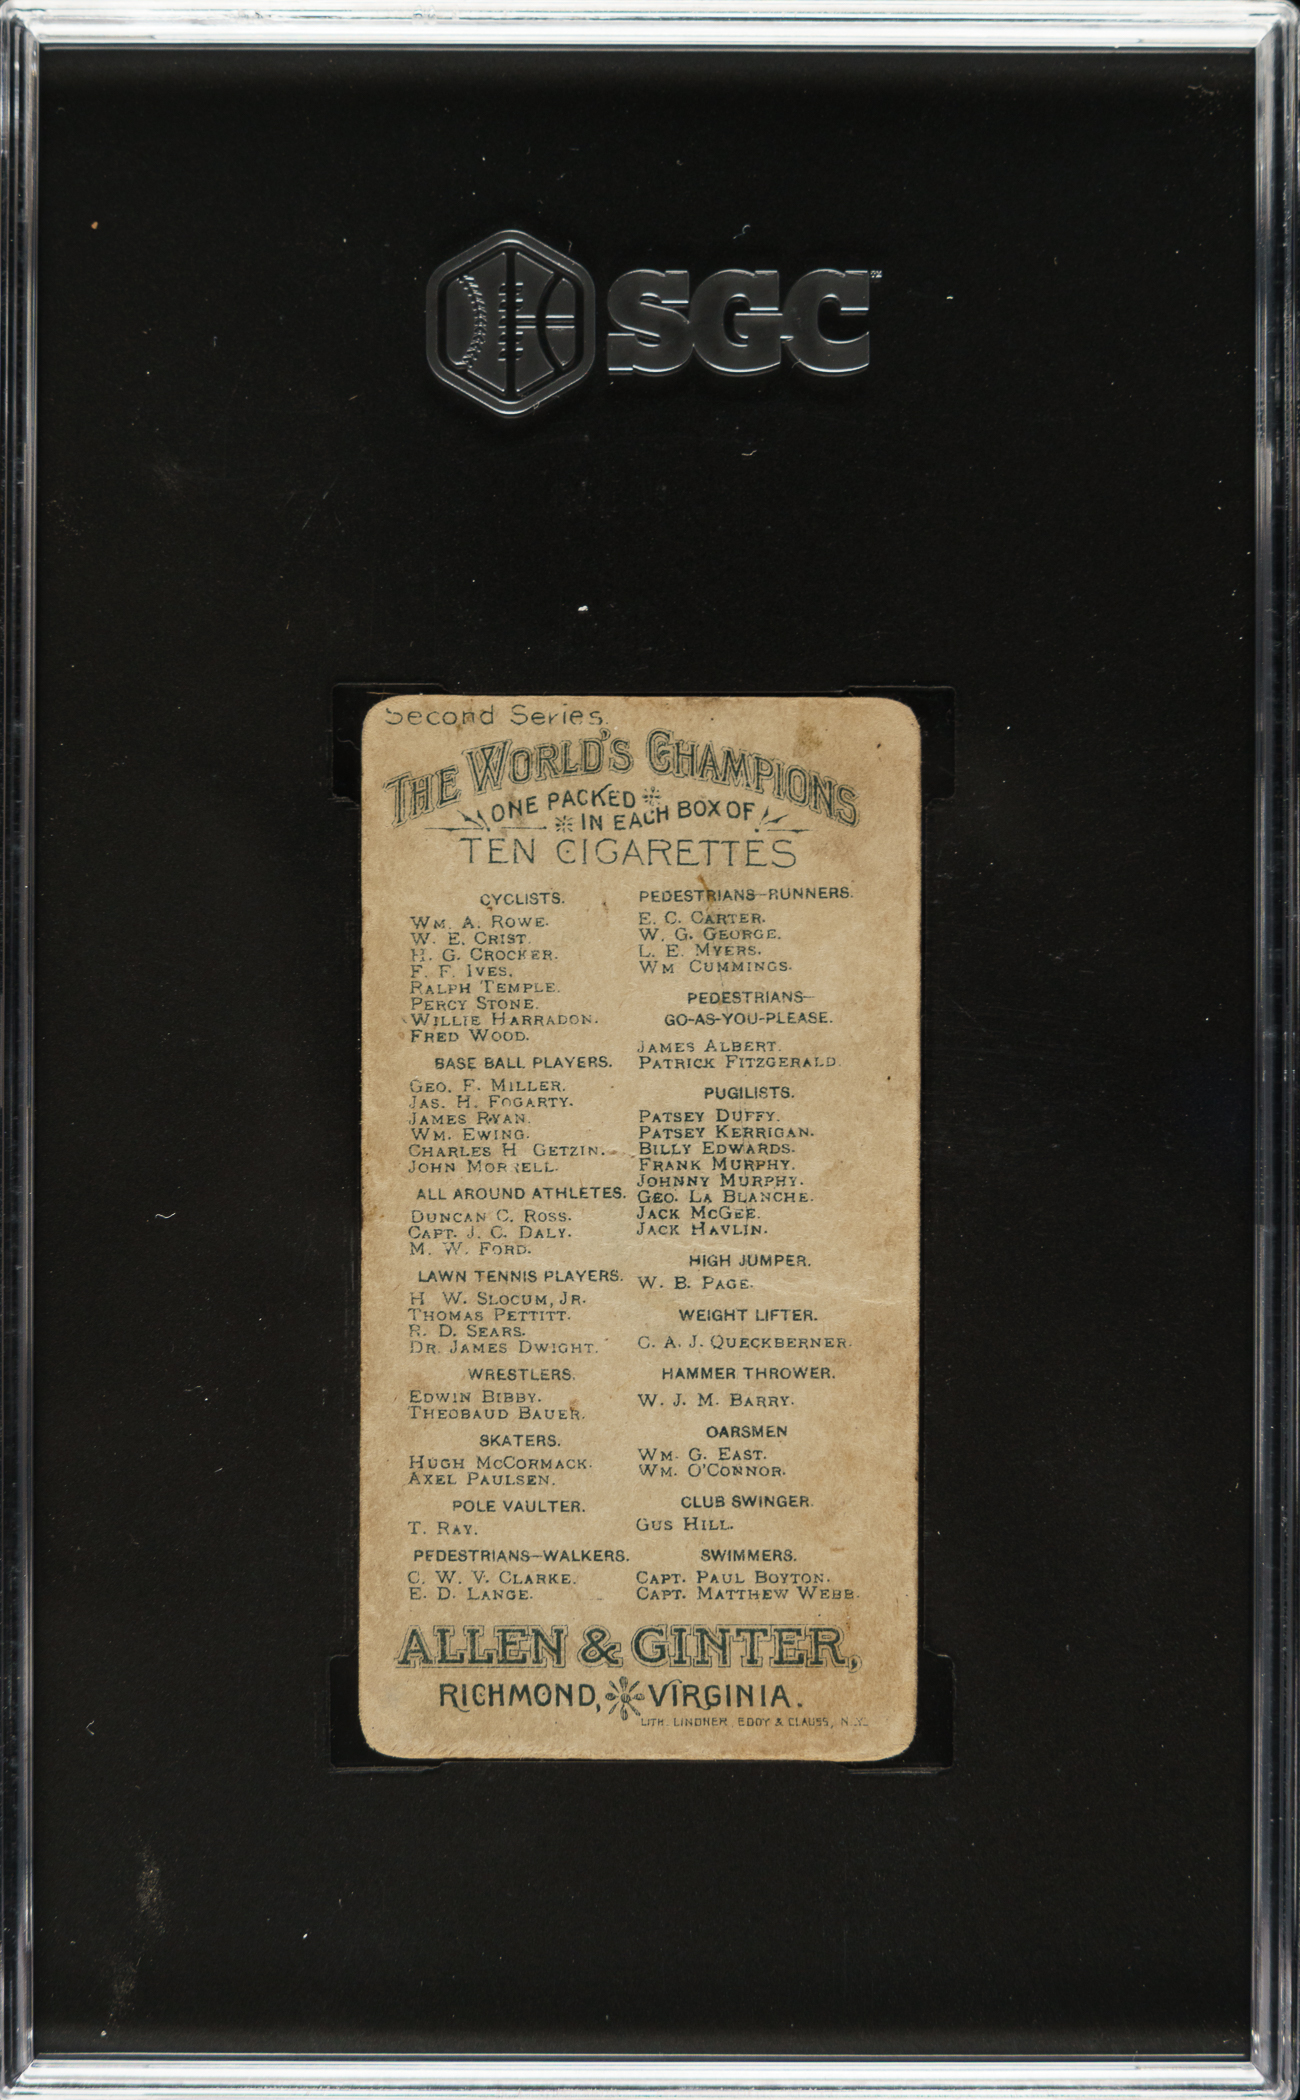 SGC
Second Series.
THE WORLD'S CHAMPIONS
ONE PACKED
IN EACH BOX OF
TEN CIGARETTES
CYCLISTS.
WM. A. ROWE.
W. E. CRIST.
H. G. CROCKER.
F. F. IVES.
RALPH TEMPLE.
PERCY STONE.
WILLIE HARRADON.
FRED WOOD.
BASE BALL PLAYERS.
GEO. F. MILLER.
JAS. H. FOGARTY.
JAMES RYAN.
WM. EWING.
CHARLES H GETZIN.
JOHN MORRELL.
ALL AROUND ATHLETES.
DUNCAN C. ROSS.
CAPT. J. C. DALY.
M. W. FORD.
LAWN TENNIS PLAYERS.
H W. SLOCUM, JR.
THOMAS PETTITT.
R. D. SEARS.
DR. JAMES DWIGHT.
WRESTLERS.
EDWIN BIBBY.
THEOBAUD BAUER.
SKATERS.
HUGH MCCORMACK.
AXEL PAULSEN.
POLE VAULTER.
T. RAY.
PEDESTRIANS-WALKERS.
C. W. V. CLARKE.
E. D. LANGE.
PEDESTRIANS-RUNNERS.
E. C. CARTER.
W. G. GEORGE.
L. E. MYERS.
WM CUMMINGS.
PEDESTRIANS-
GO-AS-YOU-PLEASE.
JAMES ALBERT.
PATRICK FITZGERALD.
PUGILISTS.
PATSEY DUFFY.
PATSEY KERRIGAN.
BILLY EDWARDS.
FRANK MURPHY.
JOHNNY MURPHY.
GEO. LA BLANCHE.
JACK MCGEE.
JACK HAVLIN.
HIGH JUMPER.
W. B. PAGE.
WEIGHT LIFTER.
C. A. J. QUECKBERNER.
HAMMER THROWER.
W. J. M. BARRY.
OARSMEN
WM. G. EAST.
WM. O'CONNOR.
CLUB SWINGER.
GUS HILL.
SWIMMERS.
CAPT. PAUL BOYTON.
CAPT. MATTHEW WEBB.
ALLEN & GINTER,
RICHMOND, VIRGINIA.
LITH. LINDNER, EDDY & CLAUSS, N.Y.